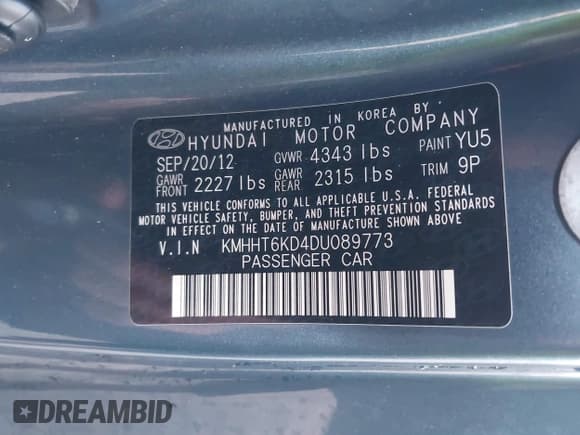 MANUFACTURED IN KOREA BY
HYUNDAI MOTOR COMPANY
SEP/20/12 GVWR 4343 lbs PAINT YU5
GAWR FRONT 2227 lbs GAWR REAR 2315 lbs TRIM 9P
THIS VEHICLE CONFORMS TO ALL APPLICABLE U.S.A. FEDERAL
MOTOR VEHICLE SAFETY, BUMPER, AND THEFT PREVENTION STANDARDS
IN EFFECT ON THE DATE OF MANUFACTURE SHOWN ABOVE
V.I.N KMHHT6KD4DU089773
PASSENGER CAR
DREAMBID